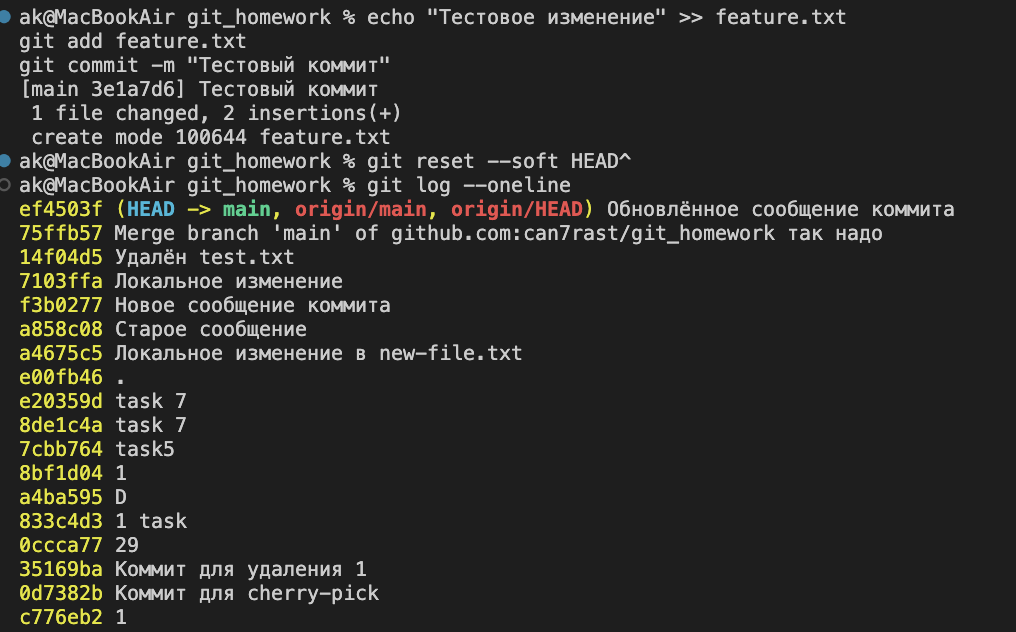 ak@MacBookAir git_homework % echo "Тестовое изменение" >> feature.txt
git add feature.txt
git commit -m "Тестовый коммит"
[main 3e1a7d6] Тестовый коммит
1 file changed, 2 insertions(+)
create mode 100644 feature.txt
ak@MacBookAir git_homework % git reset --soft HEAD^
ak@MacBookAir git_homework % git log --oneline
ef4503f (HEAD -> main, origin/main, origin/HEAD) Обновлённое сообщение коммита
75ffb57 Merge branch 'main' of github.com:can7rast/git_homework так надо
14f04d5 Удалён test.txt
7103ffa Локальное изменение
f3b0277 Новое сообщение коммита
a858c08 Старое сообщение
a4675c5 Локальное изменение в new-file.txt
e00fb46 .
e20359d task 7
8de1c4a task 7
7cbb764 task5
8bf1d04 1
a4ba595 D
833c4d3 1 task
0ccca77 29
35169ba Коммит для удаления 1
0d7382b Коммит для cherry-pick
c776eb2 1